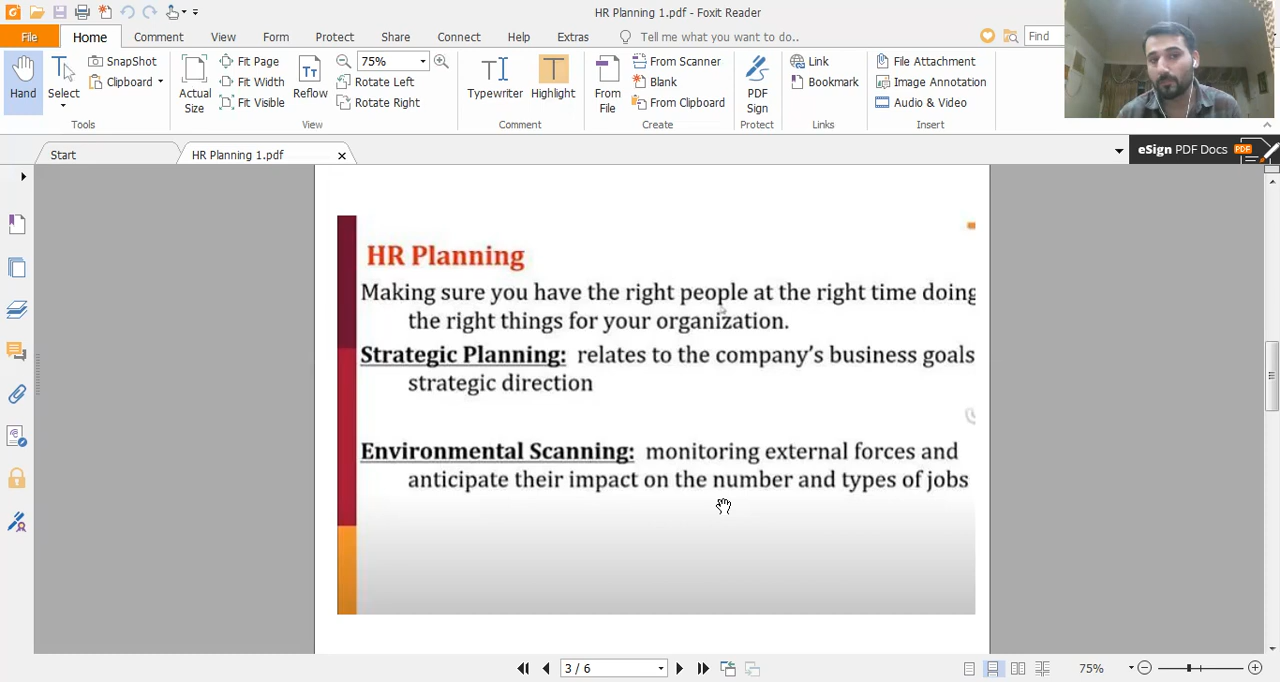 HR Planning 1.pdf - Foxit Reader
File
Home
Comment
View
Form
Protect
Share
Connect
Help
Extras
Tell me what you want to do..
Find
Hand
Select
SnapShot
Clipboard
Tools
Actual
Size
Fit Page
Fit Width
Fit Visible
Reflow
75%
Rotate Left
Rotate Right
View
Typewriter
Highlight
Comment
From
File
From Scanner
Blank
From Clipboard
Create
PDF
Sign
Protect
Link
Bookmark
Links
File Attachment
Image Annotation
Audio & Video
Insert
Start
HR Planning 1.pdf
eSign PDF Docs
PDF
HR Planning
Making sure you have the right people at the right time doing
the right things for your organization.
Strategic Planning: relates to the company's business goals
strategic direction
Environmental Scanning: monitoring external forces and
anticipate their impact on the number and types of jobs
3 / 6
75%